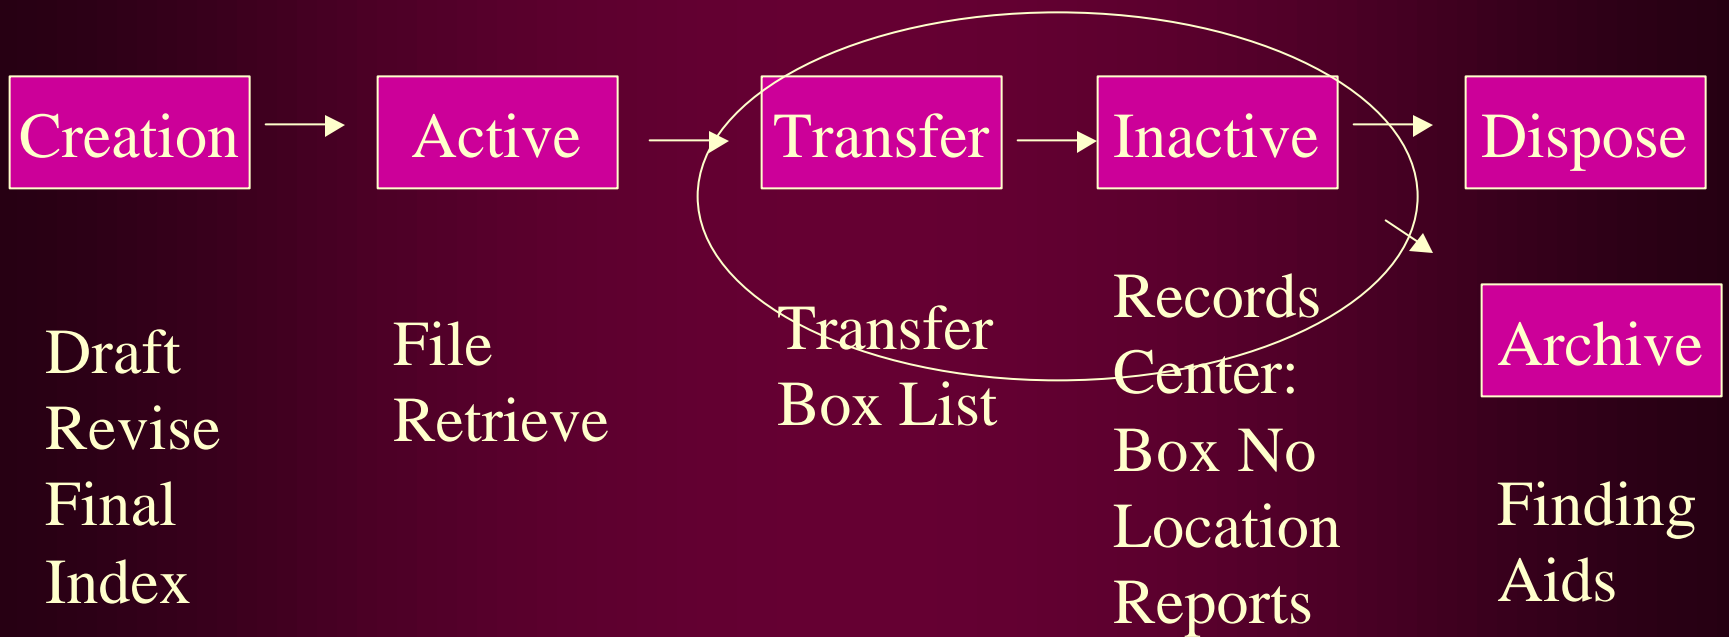 Creation
Active
Transfer
Inactive
Dispose
Archive
Draft
Revise
Final
Index
File
Retrieve
Transfer
Box List
Records
Center:
Box No
Location
Reports
Finding
Aids